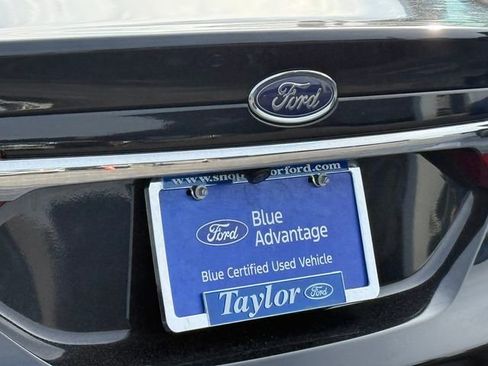 Ford
Ford
Blue
Advantage
Blue Certified Used Vehicle
Taylor Ford